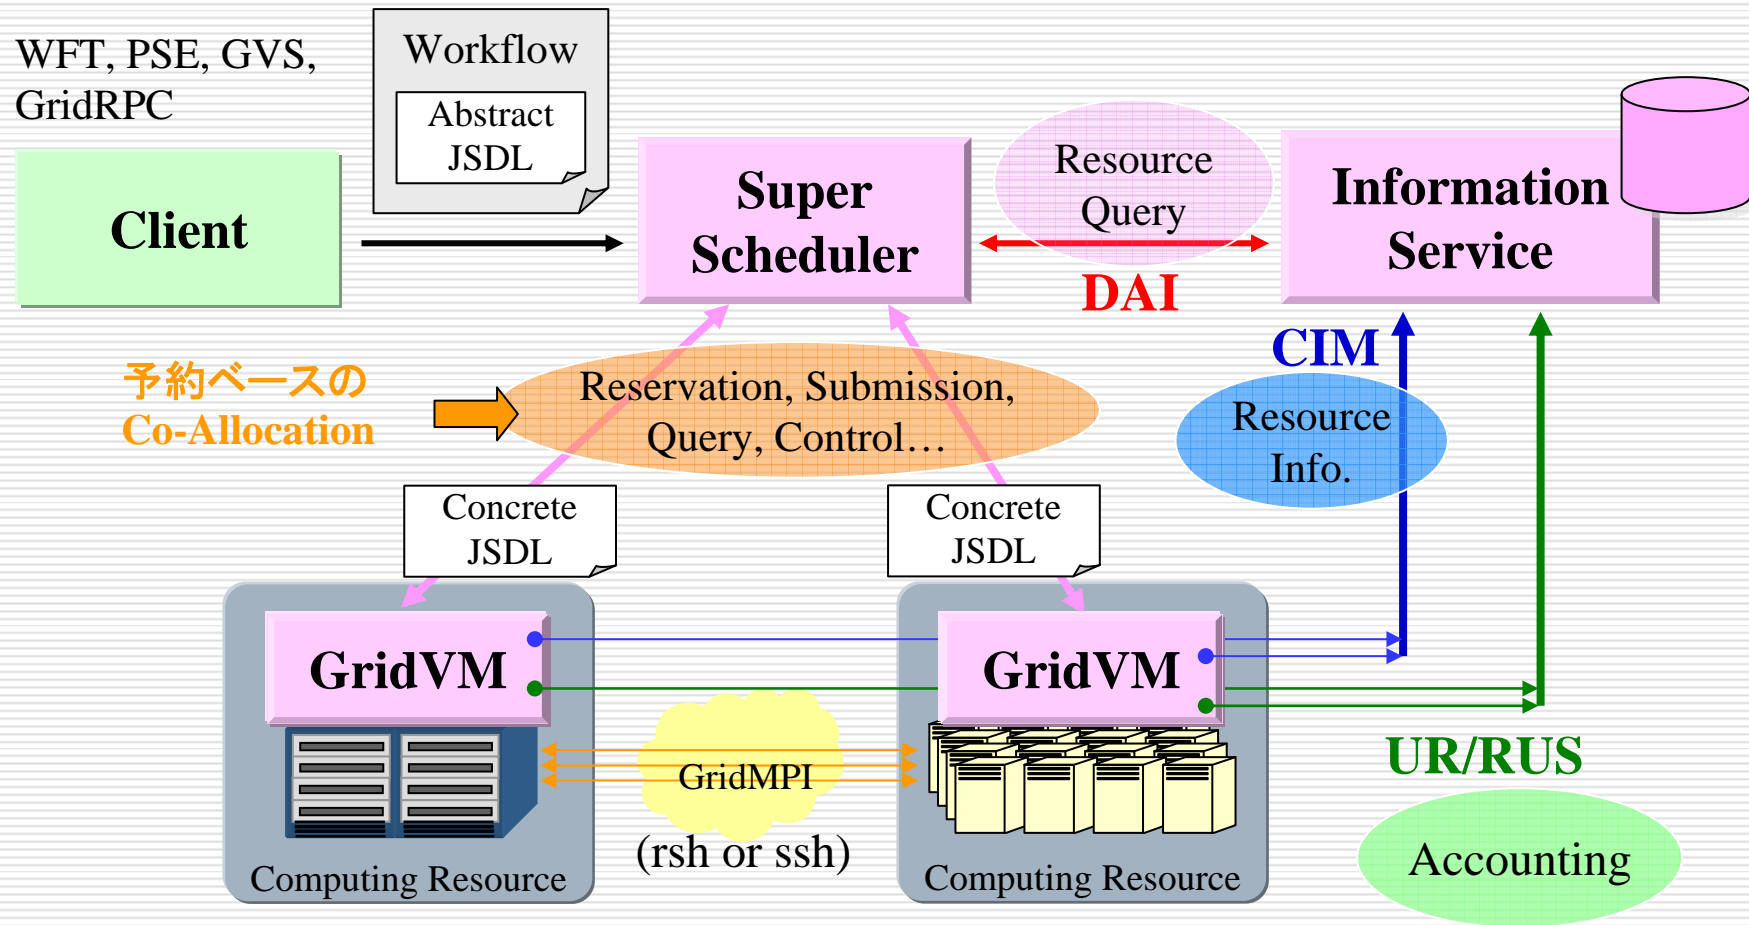 WFT, PSE, GVS,
GridRPC
Workflow
Abstract
JSDL
Client
Super
Scheduler
Resource
Query
DAI
Information
Service
予約ベースの
Co-Allocation
Reservation, Submission,
Query, Control…
CIM
Resource
Info.
Concrete
JSDL
Concrete
JSDL
GridVM
GridVM
GridMPI
(rsh or ssh)
Computing Resource
Computing Resource
UR/RUS
Accounting